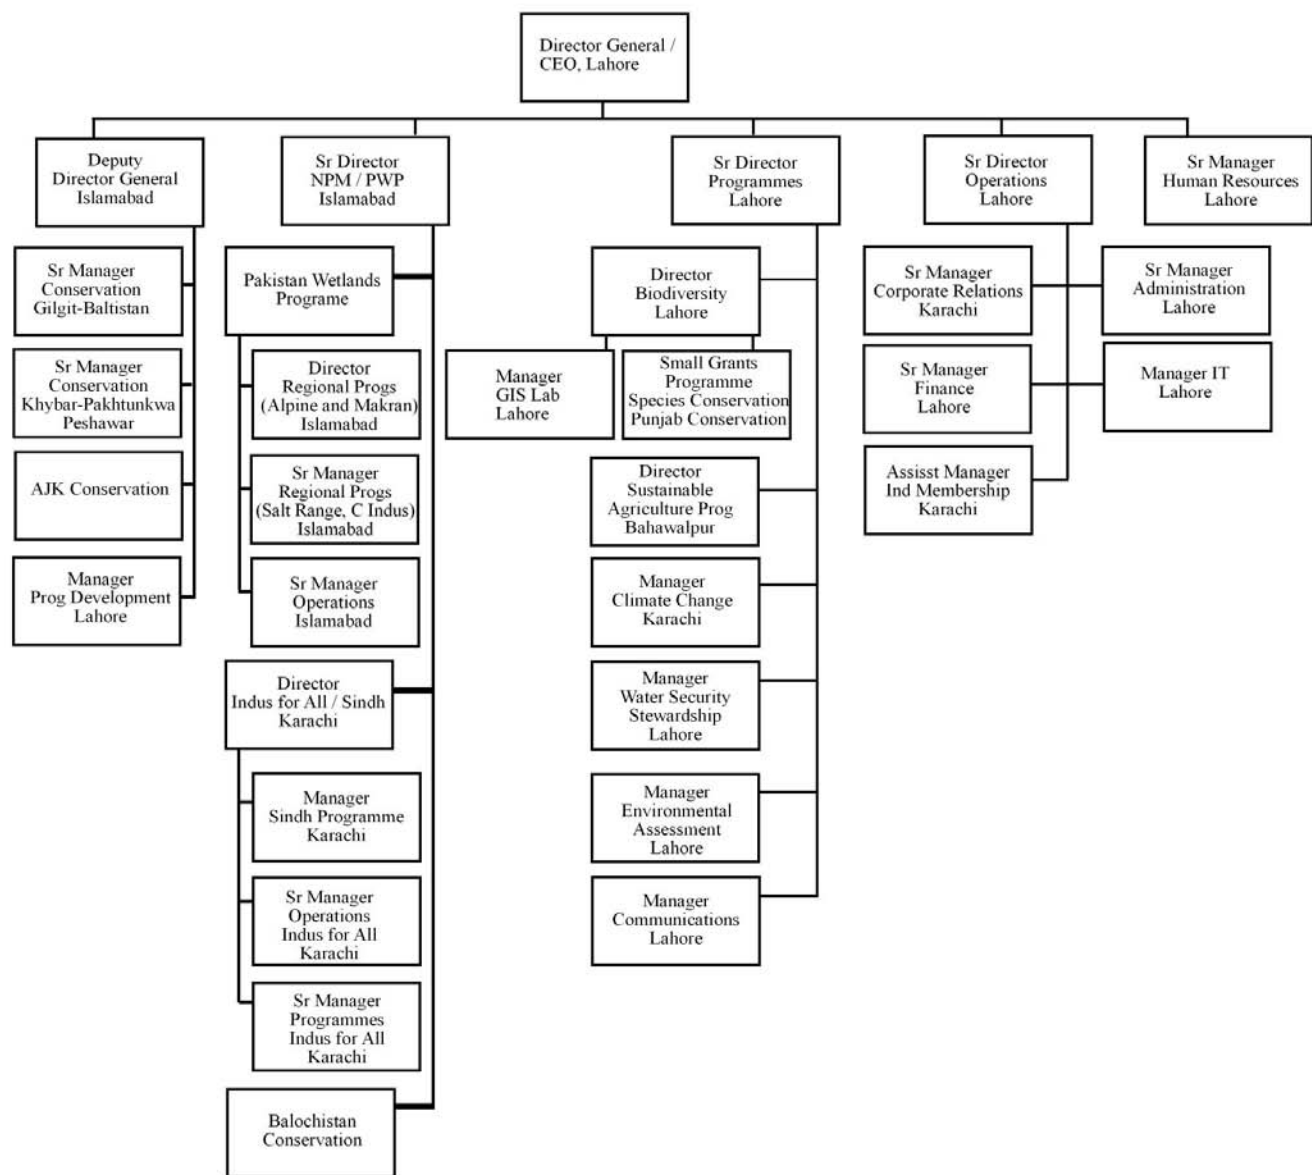 Director General /
CEO, Lahore
Deputy
Director General
Islamabad
Sr Director
NPM / PWP
Islamabad
Sr Director
Programmes
Lahore
Sr Director
Operations
Lahore
Sr Manager
Human Resources
Lahore
Sr Manager
Conservation
Gilgit-Baltistan
Sr Manager
Conservation
Khybar-Pakhtunkwa
Peshawar
AJK Conservation
Manager
Prog Development
Lahore
Pakistan Wetlands
Programe
Director
Regional Progs
(Alpine and Makran)
Islamabad
Sr Manager
Regional Progs
(Salt Range, C Indus)
Islamabad
Sr Manager
Operations
Islamabad
Director
Indus for All / Sindh
Karachi
Manager
Sindh Programme
Karachi
Sr Manager
Operations
Indus for All
Karachi
Sr Manager
Programmes
Indus for All
Karachi
Balochistan
Conservation
Director
Biodiversity
Lahore
Manager
GIS Lab
Lahore
Small Grants
Programme
Species Conservation
Punjab Conservation
Director
Sustainable
Agriculture Prog
Bahawalpur
Manager
Climate Change
Karachi
Manager
Water Security
Stewardship
Lahore
Manager
Environmental
Assessment
Lahore
Manager
Communications
Lahore
Sr Manager
Corporate Relations
Karachi
Sr Manager
Administration
Lahore
Sr Manager
Finance
Lahore
Manager IT
Lahore
Assisst Manager
Ind Membership
Karachi